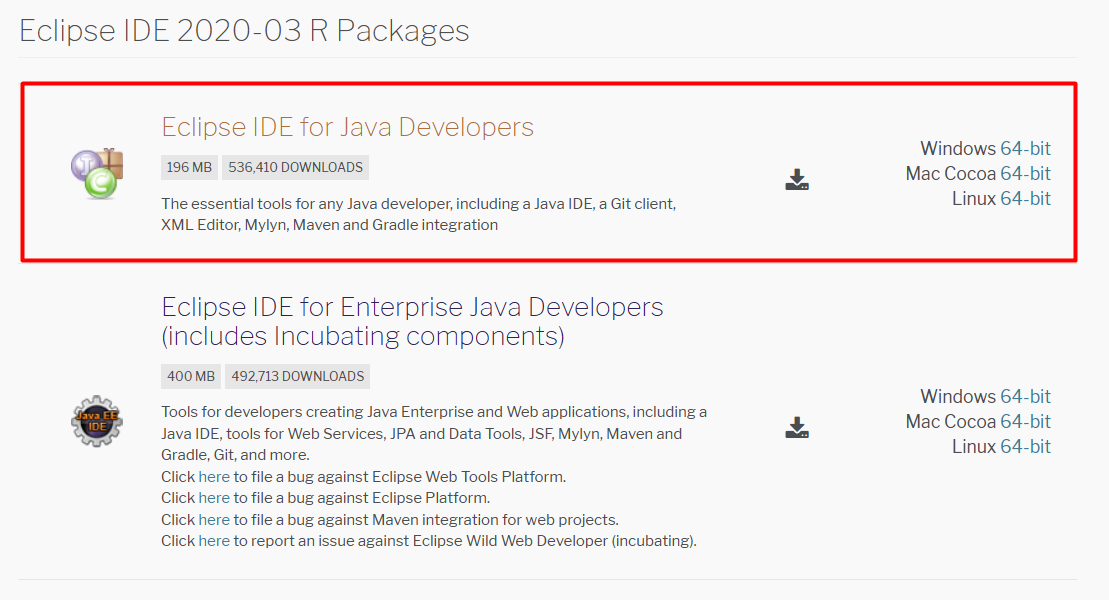 Eclipse IDE 2020-03 R Packages
Eclipse IDE for Java Developers
196 MB 536,410 DOWNLOADS
The essential tools for any Java developer, including a Java IDE, a Git client,
XML Editor, Mylyn, Maven and Gradle integration
Windows 64-bit
Mac Cocoa 64-bit
Linux 64-bit
Eclipse IDE for Enterprise Java Developers
(includes Incubating components)
400 MB 492,713 DOWNLOADS
Java EE
IDE
Tools for developers creating Java Enterprise and Web applications, including a
Java IDE, tools for Web Services, JPA and Data Tools, JSF, Mylyn, Maven and
Gradle, Git, and more.
Click here to file a bug against Eclipse Web Tools Platform.
Click here to file a bug against Eclipse Platform.
Click here to file a bug against Maven integration for web projects.
Click here to report an issue against Eclipse Wild Web Developer (incubating).
Windows 64-bit
Mac Cocoa 64-bit
Linux 64-bit